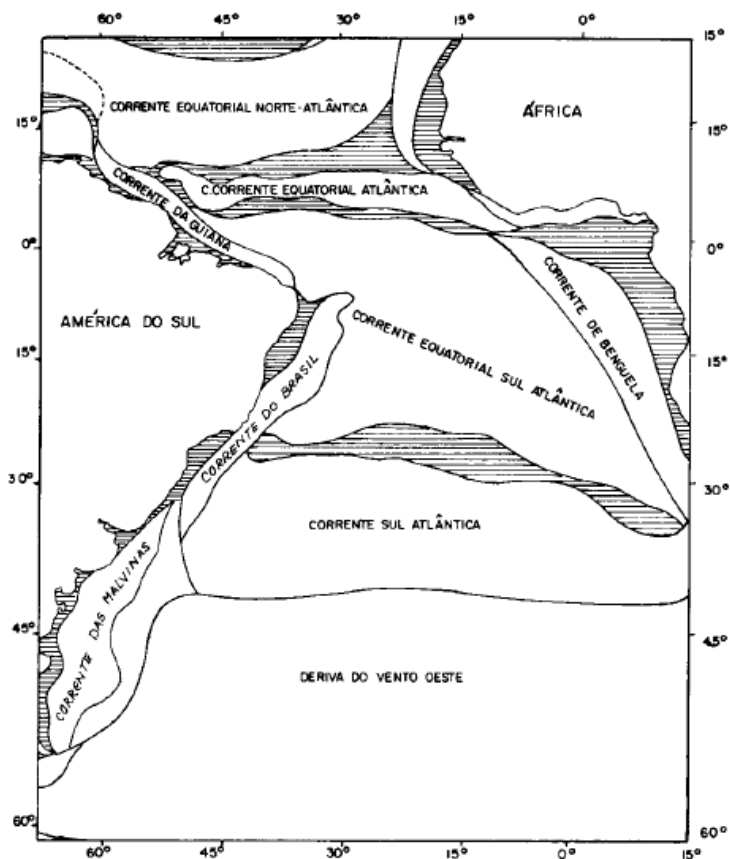 60° 45° 30° 15° 0°
15° 15°
CORRENTE EQUATORIAL NORTE-ATLÂNTICA
ÁFRICA
15° 15°
C.CORRENTE EQUATORIAL ATLÂNTICA
CORRENTE DA GUIANA
0° 0°
CORRENTE DE BENGUELA
AMÉRICA DO SUL
CORRENTE EQUATORIAL SUL ATLÂNTICA
15° 15°
CORRENTE DO BRASIL
30° 30°
CORRENTE SUL ATLÂNTICA
CORRENTE DAS MALVINAS
45° 45°
DERIVA DO VENTO OESTE
60° 60°
60° 45° 30° 15° 0° 15°